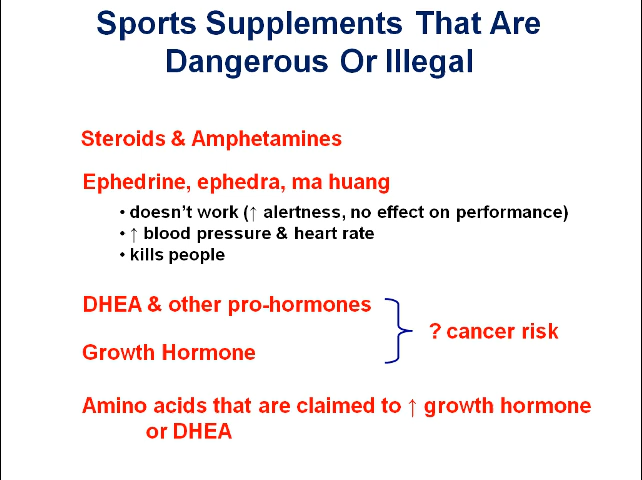 Sports Supplements That Are
Dangerous Or Illegal
Steroids & Amphetamines
Ephedrine, ephedra, ma huang
• doesn't work (↑ alertness, no effect on performance)
• ↑ blood pressure & heart rate
• kills people
DHEA & other pro-hormones
? cancer risk
Growth Hormone
Amino acids that are claimed to ↑ growth hormone
or DHEA